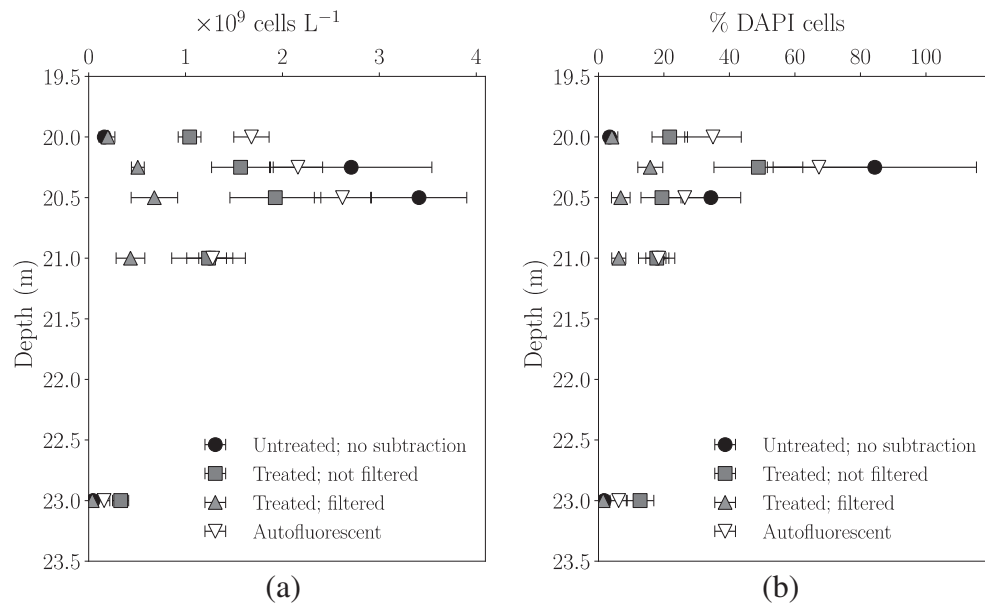 ×10⁹ cells L⁻¹
0 1 2 3 4
19.5
20.0
20.5
21.0
21.5
22.0
22.5
23.0
23.5
Depth (m)
Untreated; no subtraction
Treated; not filtered
Treated; filtered
Autofluorescent
(a)
% DAPI cells
0 20 40 60 80 100
19.5
20.0
20.5
21.0
21.5
22.0
22.5
23.0
23.5
Depth (m)
Untreated; no subtraction
Treated; not filtered
Treated; filtered
Autofluorescent
(b)